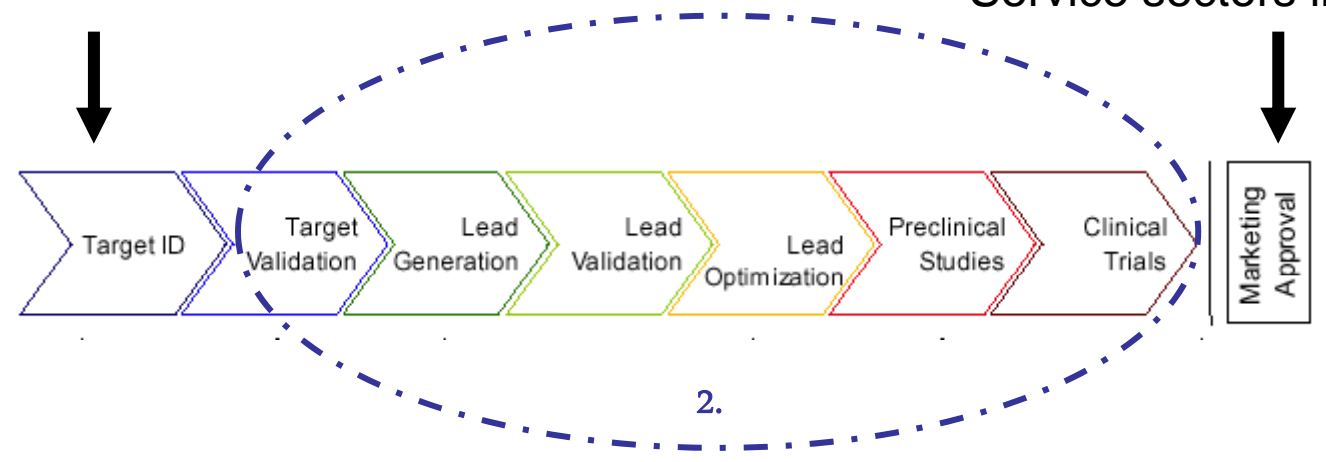 Service sectors
Target ID
Target
Validation
Lead
Generation
Lead
Validation
Lead
Optimization
Preclinical
Studies
Clinical
Trials
Marketing
Approval
2.